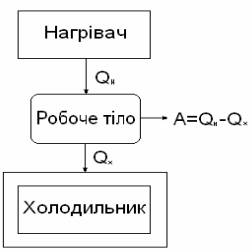 Нагрівач
Qн
Робоче тіло
A=Qн-Qх
Qх
Холодильник